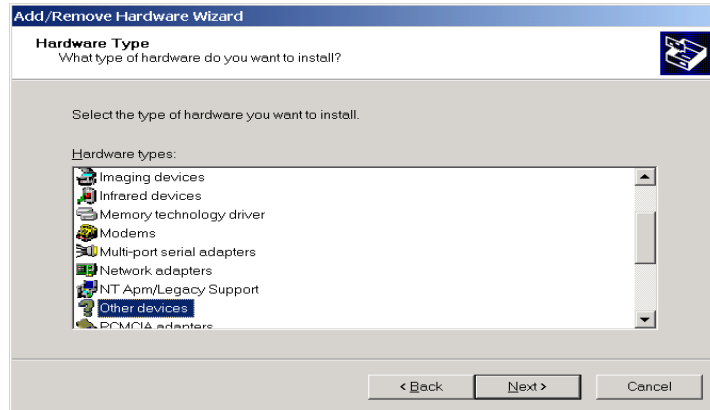 Add/Remove Hardware Wizard
Hardware Type
What type of hardware do you want to install?
Select the type of hardware you want to install.
Hardware types:
Imaging devices
Infrared devices
Memory technology driver
Modems
Multi-port serial adapters
Network adapters
NT Apm/Legacy Support
Other devices
PCMCIA adapters
< Back Next > Cancel